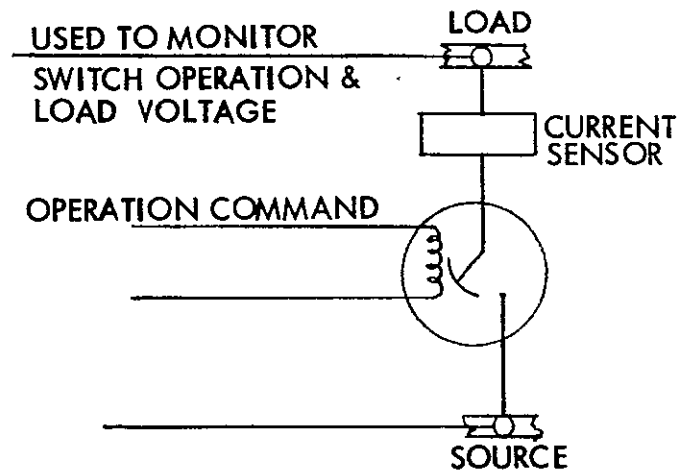 LOAD
USED TO MONITOR
SWITCH OPERATION &
LOAD VOLTAGE
CURRENT
SENSOR
OPERATION COMMAND
SOURCE